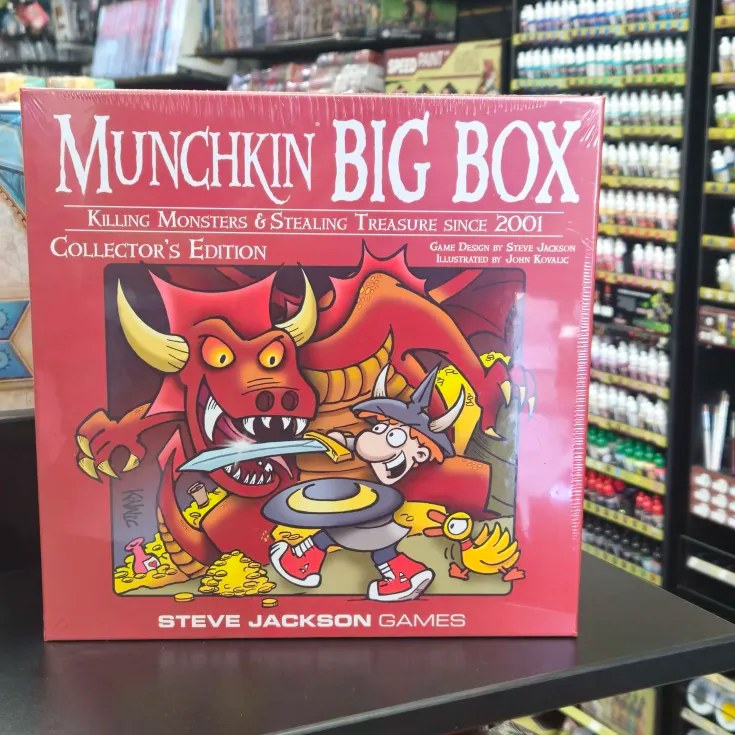 SPEED PAINT
MUNCHKIN BIG BOX
KILLING MONSTERS & STEALING TREASURE SINCE 2001
COLLECTOR'S EDITION
GAME DESIGN BY STEVE JACKSON
ILLUSTRATED BY JOHN KOVALIC
KOVALIC
STEVE JACKSON GAMES